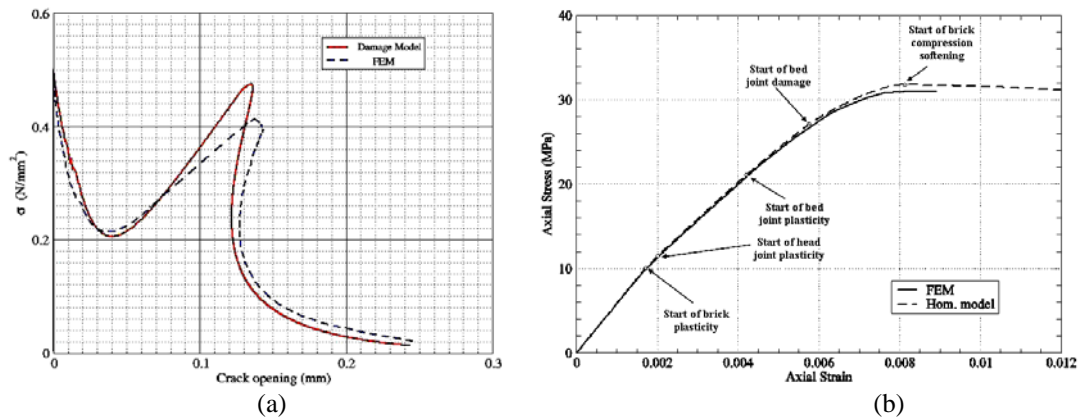 0.6
0.4
0.2
0
0
0.1
0.2
0.3
σ (N/mm²)
Crack opening (mm)
Damage Model
FEM
(a)
40
30
20
10
0
0
0.002
0.004
0.006
0.008
0.01
0.012
Axial Stress (MPa)
Axial Strain
Start of brick
compression
softening
Start of bed
joint damage
Start of bed
joint plasticity
Start of head
joint plasticity
Start of brick
plasticity
FEM
Hom. model
(b)